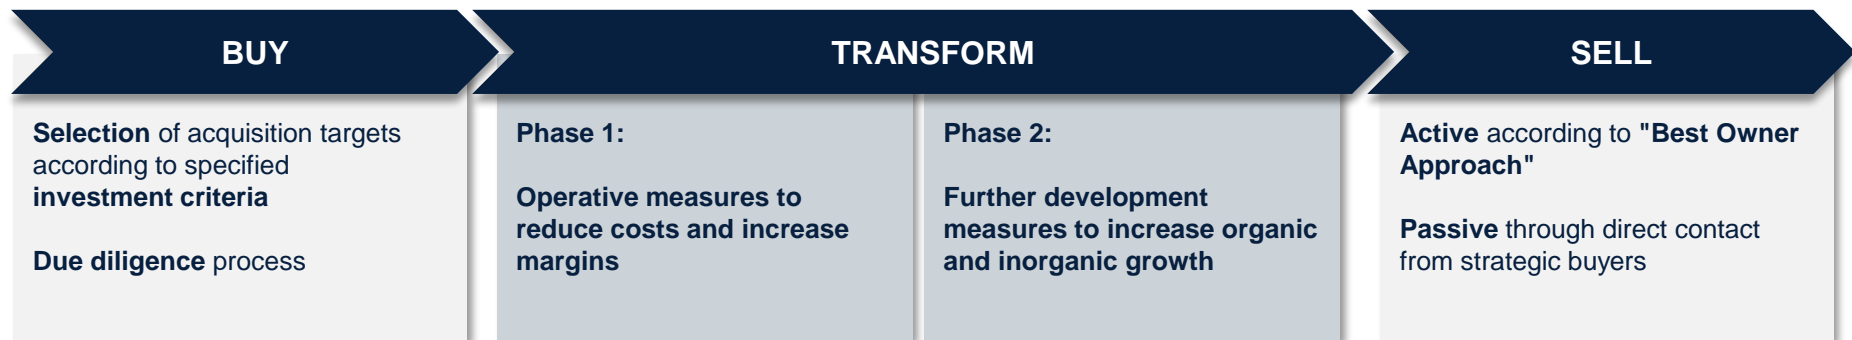 BUY
TRANSFORM
SELL
Selection of acquisition targets
according to specified
investment criteria
Due diligence process
Phase 1:
Operative measures to
reduce costs and increase
margins
Phase 2:
Further development
measures to increase organic
and inorganic growth
Active according to "Best Owner
Approach"
Passive through direct contact
from strategic buyers